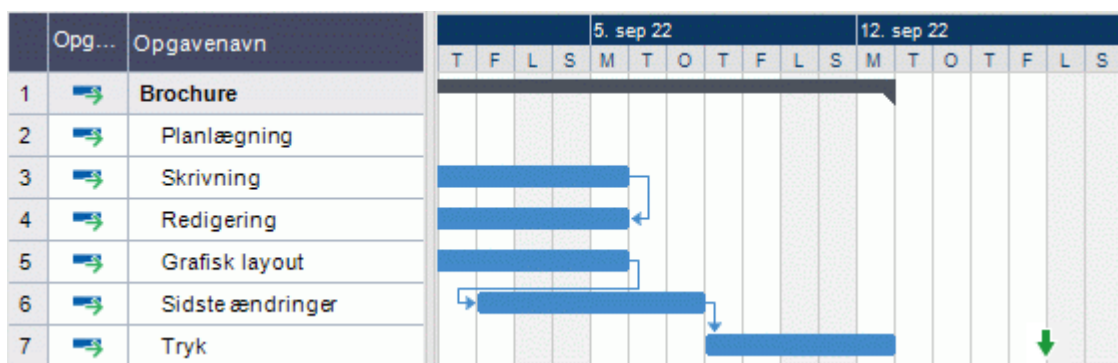 Opg... Opgavenavn 5. sep 22 12. sep 22
T F L S M T O T F L S M T O T F L S
1 Brochure
2 Planlægning
3 Skrivning
4 Redigering
5 Grafisk layout
6 Sidste ændringer
7 Tryk